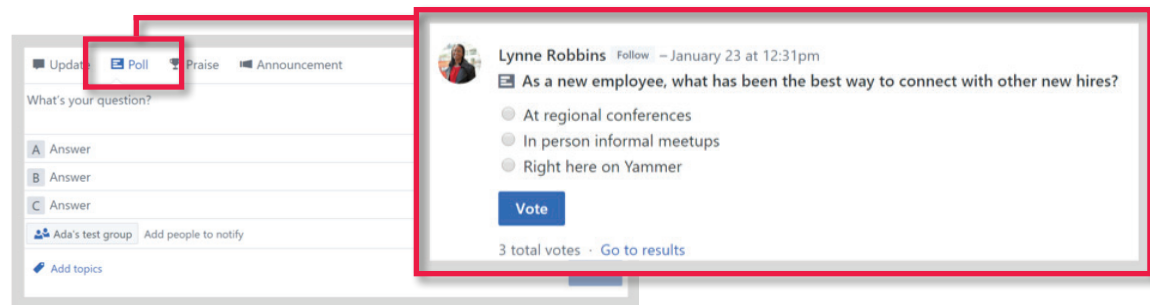 Update Poll Praise Announcement
What's your question?
A Answer
B Answer
C Answer
Ada's test group Add people to notify
Add topics
Lynne Robbins Follow – January 23 at 12:31pm
As a new employee, what has been the best way to connect with other new hires?
At regional conferences
In person informal meetups
Right here on Yammer
Vote
3 total votes · Go to results